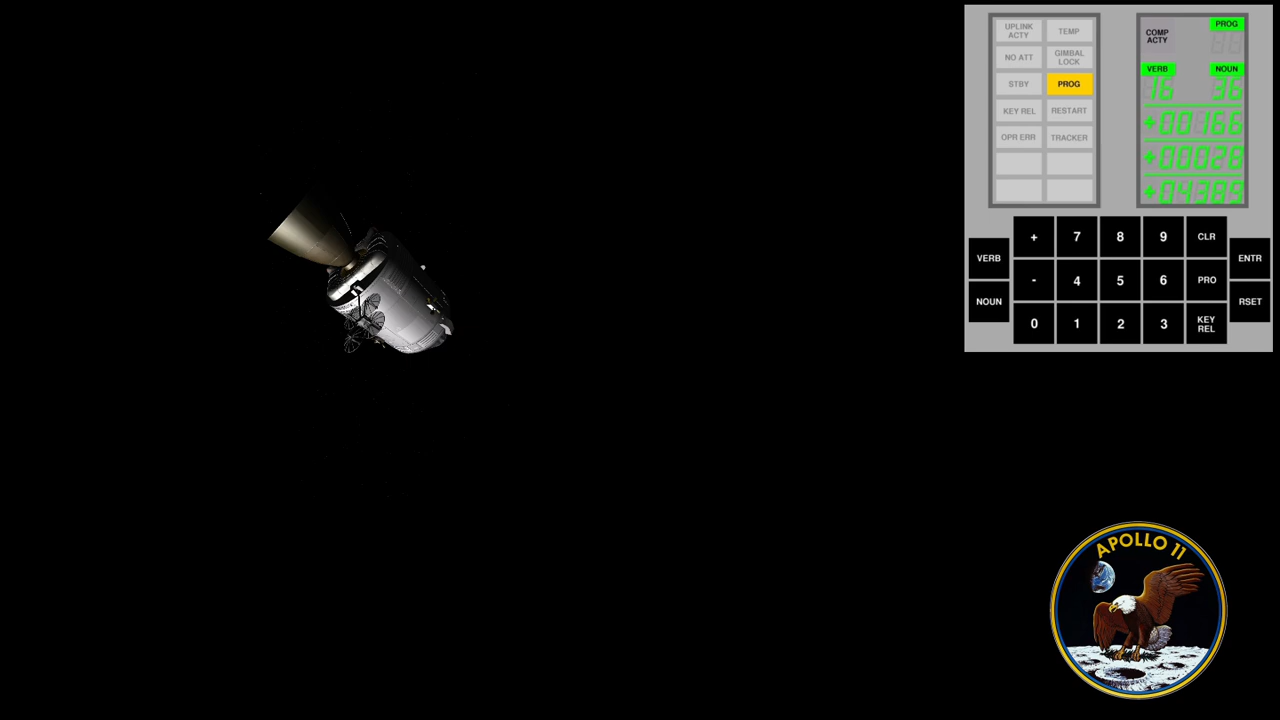 UPLINK
ACTY
TEMP
NO ATT
GIMBAL
LOCK
STBY
PROG
KEY REL
RESTART
OPR ERR
TRACKER
COMP
ACTY
PROG
VERB
NOUN
16
36
+00166
+00028
+04389
VERB
NOUN
+
7
8
9
CLR
-
4
5
6
PRO
0
1
2
3
KEY
REL
ENTR
RSET
APOLLO 11